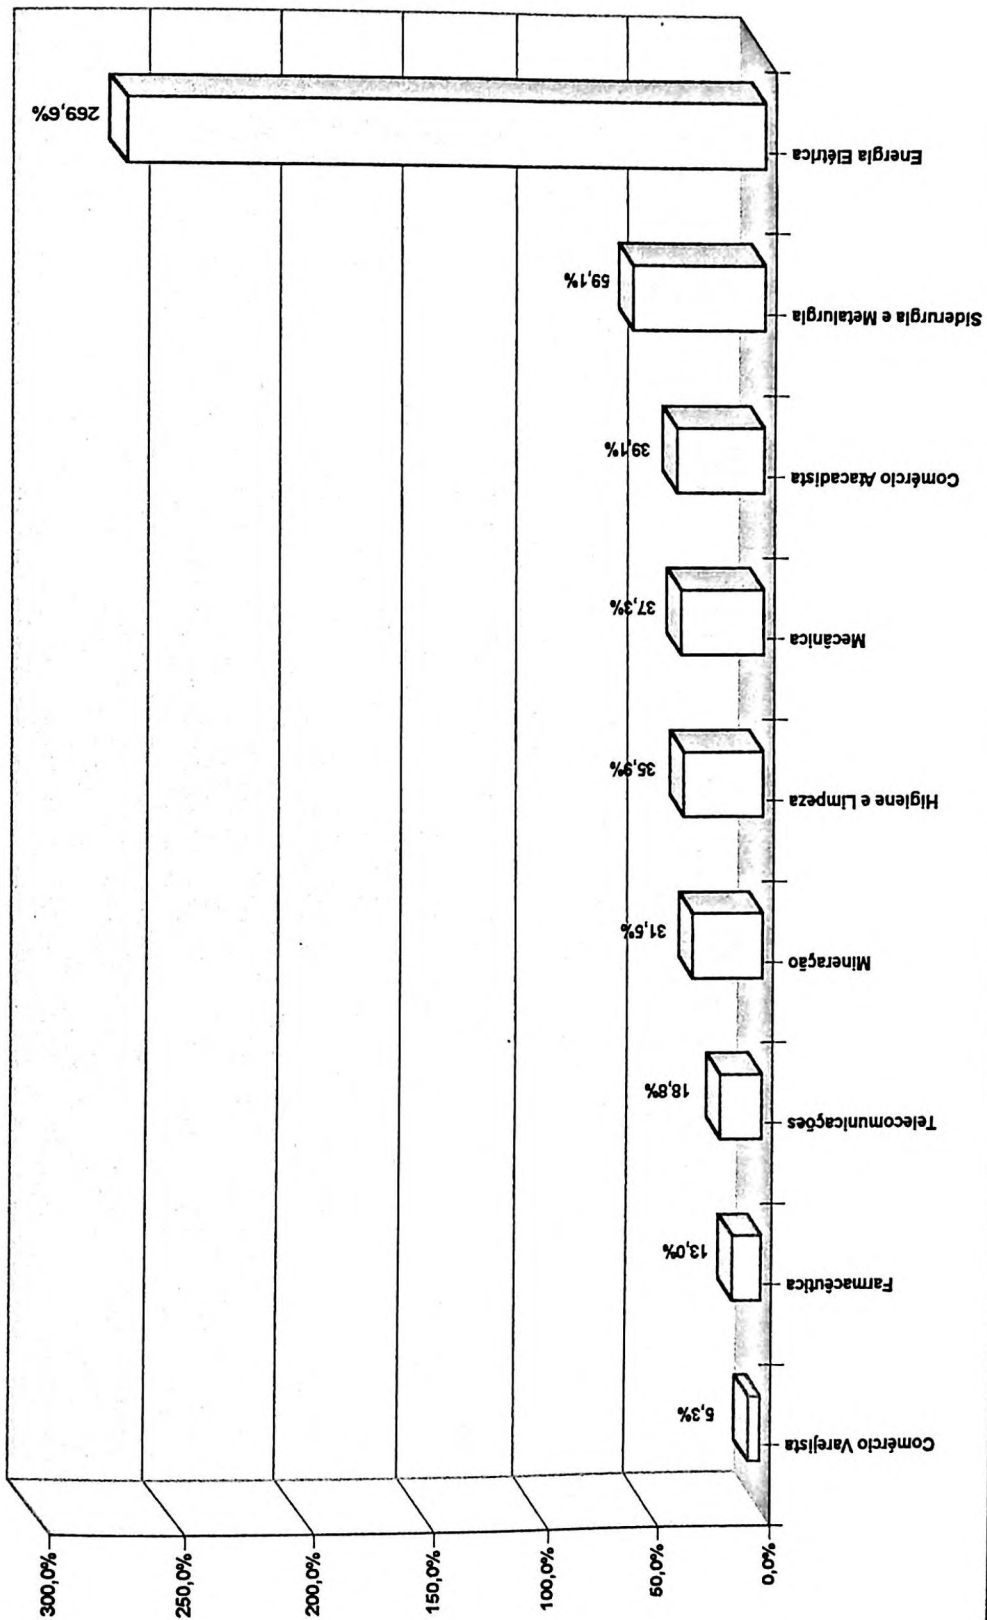 300,0%
250,0%
200,0%
150,0%
100,0%
50,0%
0,0%
269,6%
59,1%
39,1%
37,3%
35,9%
31,5%
18,8%
13,0%
5,3%
Energia Elétrica
Siderurgia e Metalurgia
Comércio Atacadista
Mecânica
Higiene e Limpeza
Mineração
Telecomunicações
Farmacêutica
Comércio Varejista